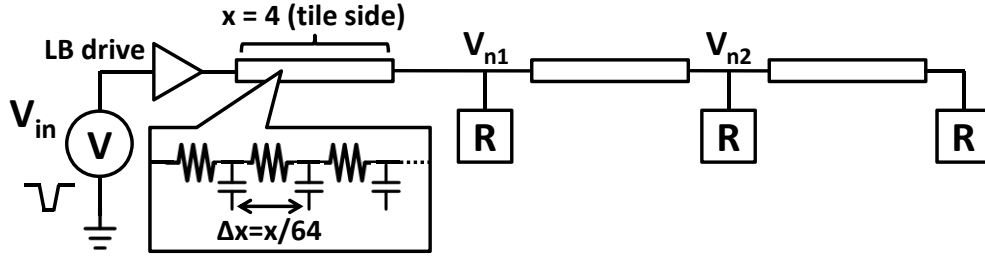 x = 4 (tile side)
LB drive
V_n1
V_n2
V_in
V
R
R
R
Δx=x/64